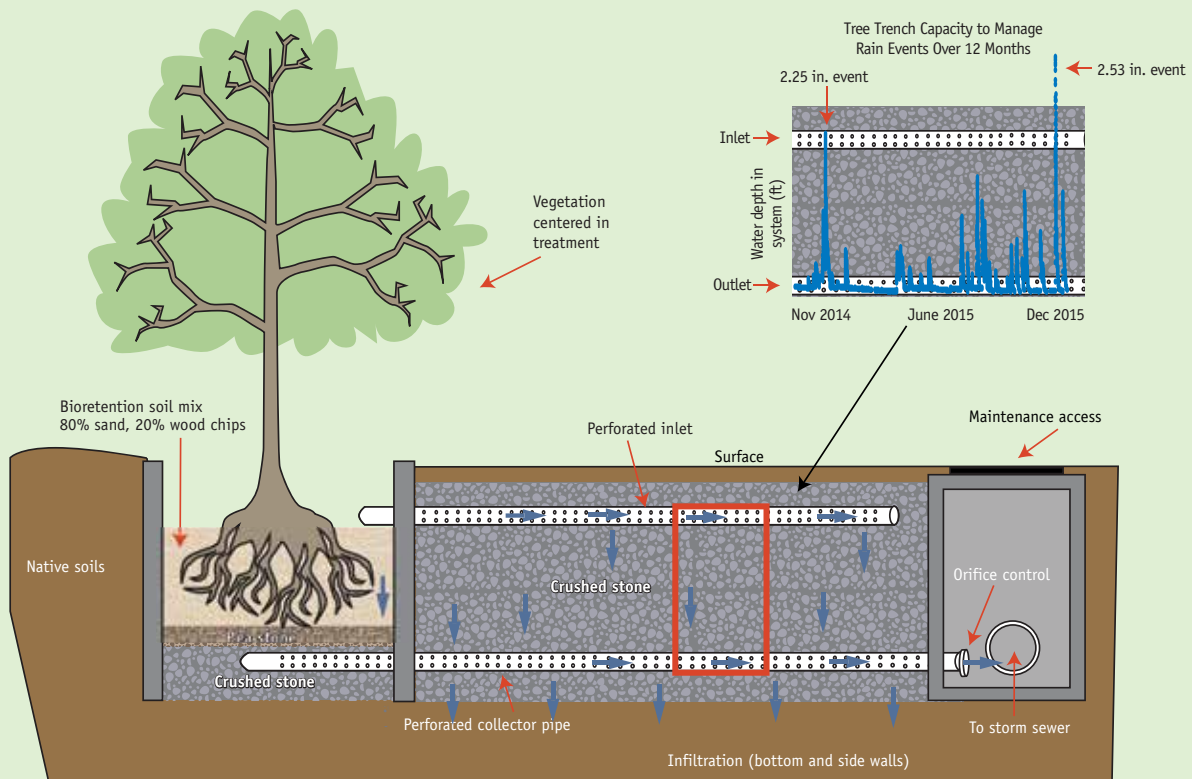 Tree Trench Capacity to Manage
Rain Events Over 12 Months
2.25 in. event
2.53 in. event
Inlet
Water depth in
system (ft)
Outlet
Nov 2014
June 2015
Dec 2015
Vegetation
centered in
treatment
Bioretention soil mix
80% sand, 20% wood chips
Perforated inlet
Surface
Maintenance access
Native soils
Crushed stone
Orifice control
Pea stone
Crushed stone
Perforated collector pipe
To storm sewer
Infiltration (bottom and side walls)